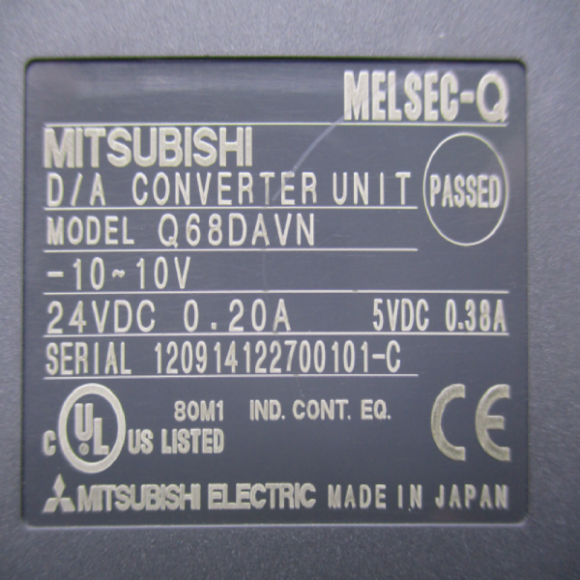 MELSEC-Q
MITSUBISHI
D/A CONVERTER UNIT
PASSED
MODEL Q68DAVN
-10~10V
24VDC 0.20A 5VDC 0.38A
SERIAL 120914122700101-C
80M1 IND. CONT. EQ.
C UL US LISTED
CE
MITSUBISHI ELECTRIC MADE IN JAPAN